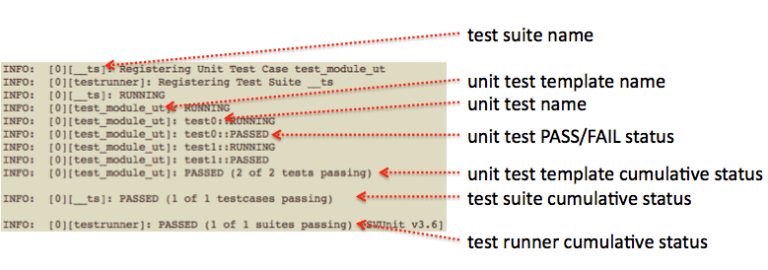 test suite name
INFO: [0][__ts]: Registering Unit Test Case test_module_ut
INFO: [0][testrunner]: Registering Test Suite __ts
INFO: [0][__ts]: RUNNING
unit test template name
INFO: [0][test_module_ut]: RUNNING
unit test name
INFO: [0][test_module_ut]: test0::RUNNING
INFO: [0][test_module_ut]: test0::PASSED
unit test PASS/FAIL status
INFO: [0][test_module_ut]: test1::RUNNING
INFO: [0][test_module_ut]: test1::PASSED
INFO: [0][test_module_ut]: PASSED (2 of 2 tests passing)
unit test template cumulative status
INFO: [0][__ts]: PASSED (1 of 1 testcases passing)
test suite cumulative status
INFO: [0][testrunner]: PASSED (1 of 1 suites passing) [SVUnit v3.6]
test runner cumulative status